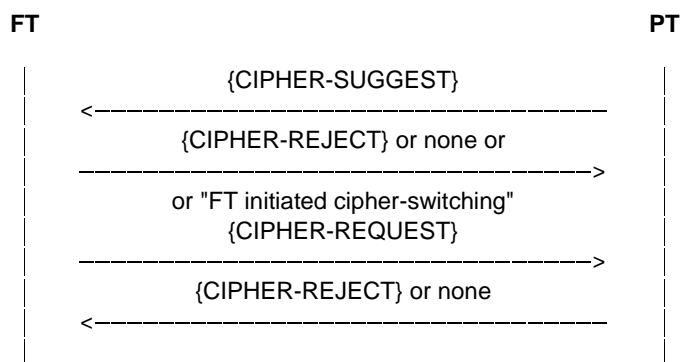 FT PT
{CIPHER-SUGGEST}
{CIPHER-REJECT} or none or
or "FT initiated cipher-switching"
{CIPHER-REQUEST}
{CIPHER-REJECT} or none